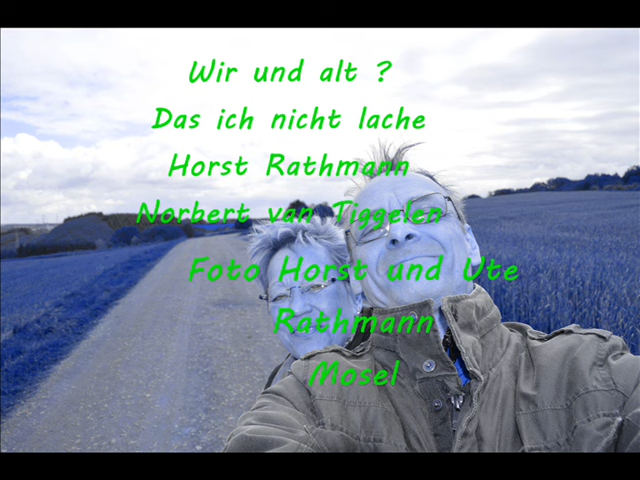 Wir und alt ?
Das ich nicht lache
Horst Rathmann
Norbert van Tiggelen
Foto Horst und Ute
Rathmann
Mosel